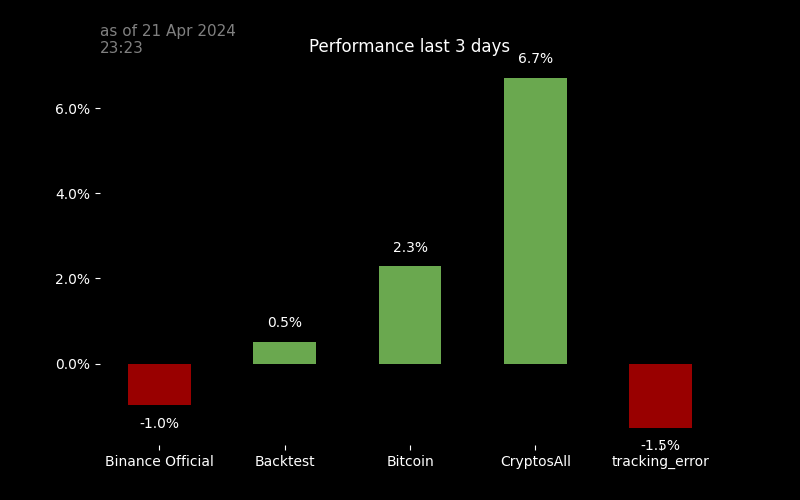 as of 21 Apr 2024
23:23
Performance last 3 days
6.7%
6.0%
4.0%
2.3%
2.0%
0.5%
0.0%
-1.0%
-1.5%
Binance Official
Backtest
Bitcoin
CryptosAll
tracking_error